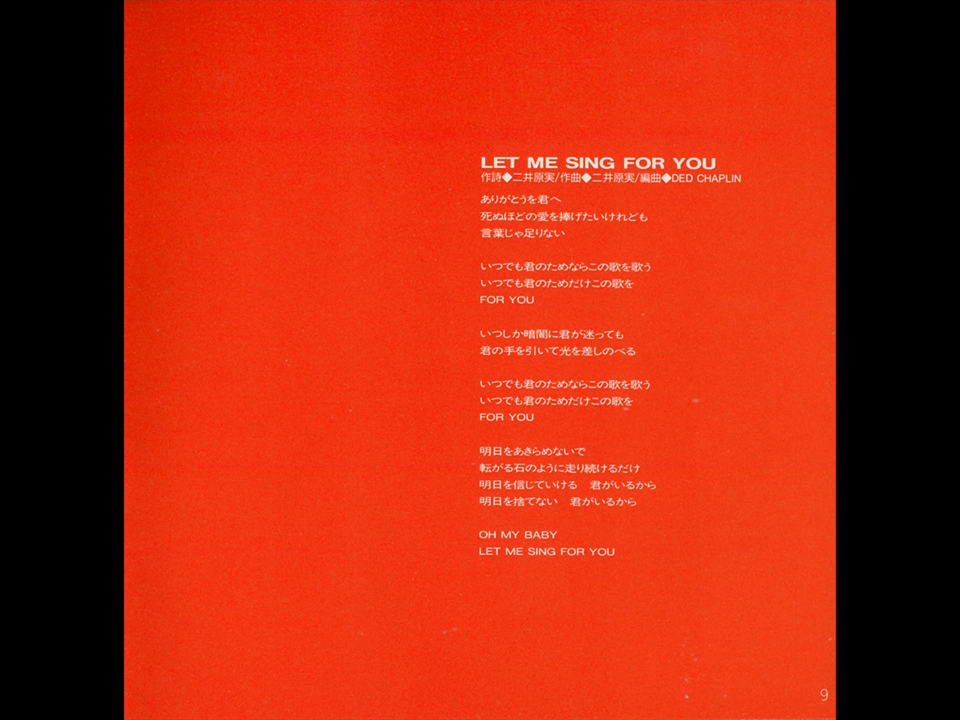 LET ME SING FOR YOU
作詩◆二井原実/作曲◆二井原実/編曲◆DED CHAPLIN
ありがとうを君へ
死ぬほどの愛を捧げたいけれども
言葉じゃ足りない
いつでも君のためならこの歌を歌う
いつでも君のためだけこの歌を
FOR YOU
いつしか暗闇に君が迷っても
君の手を引いて光を差しのべる
いつでも君のためならこの歌を歌う
いつでも君のためだけこの歌を
FOR YOU
明日をあきらめないで
転がる石のように走り続けるだけ
明日を信じていける　君がいるから
明日を捨てない　君がいるから
OH MY BABY
LET ME SING FOR YOU
9